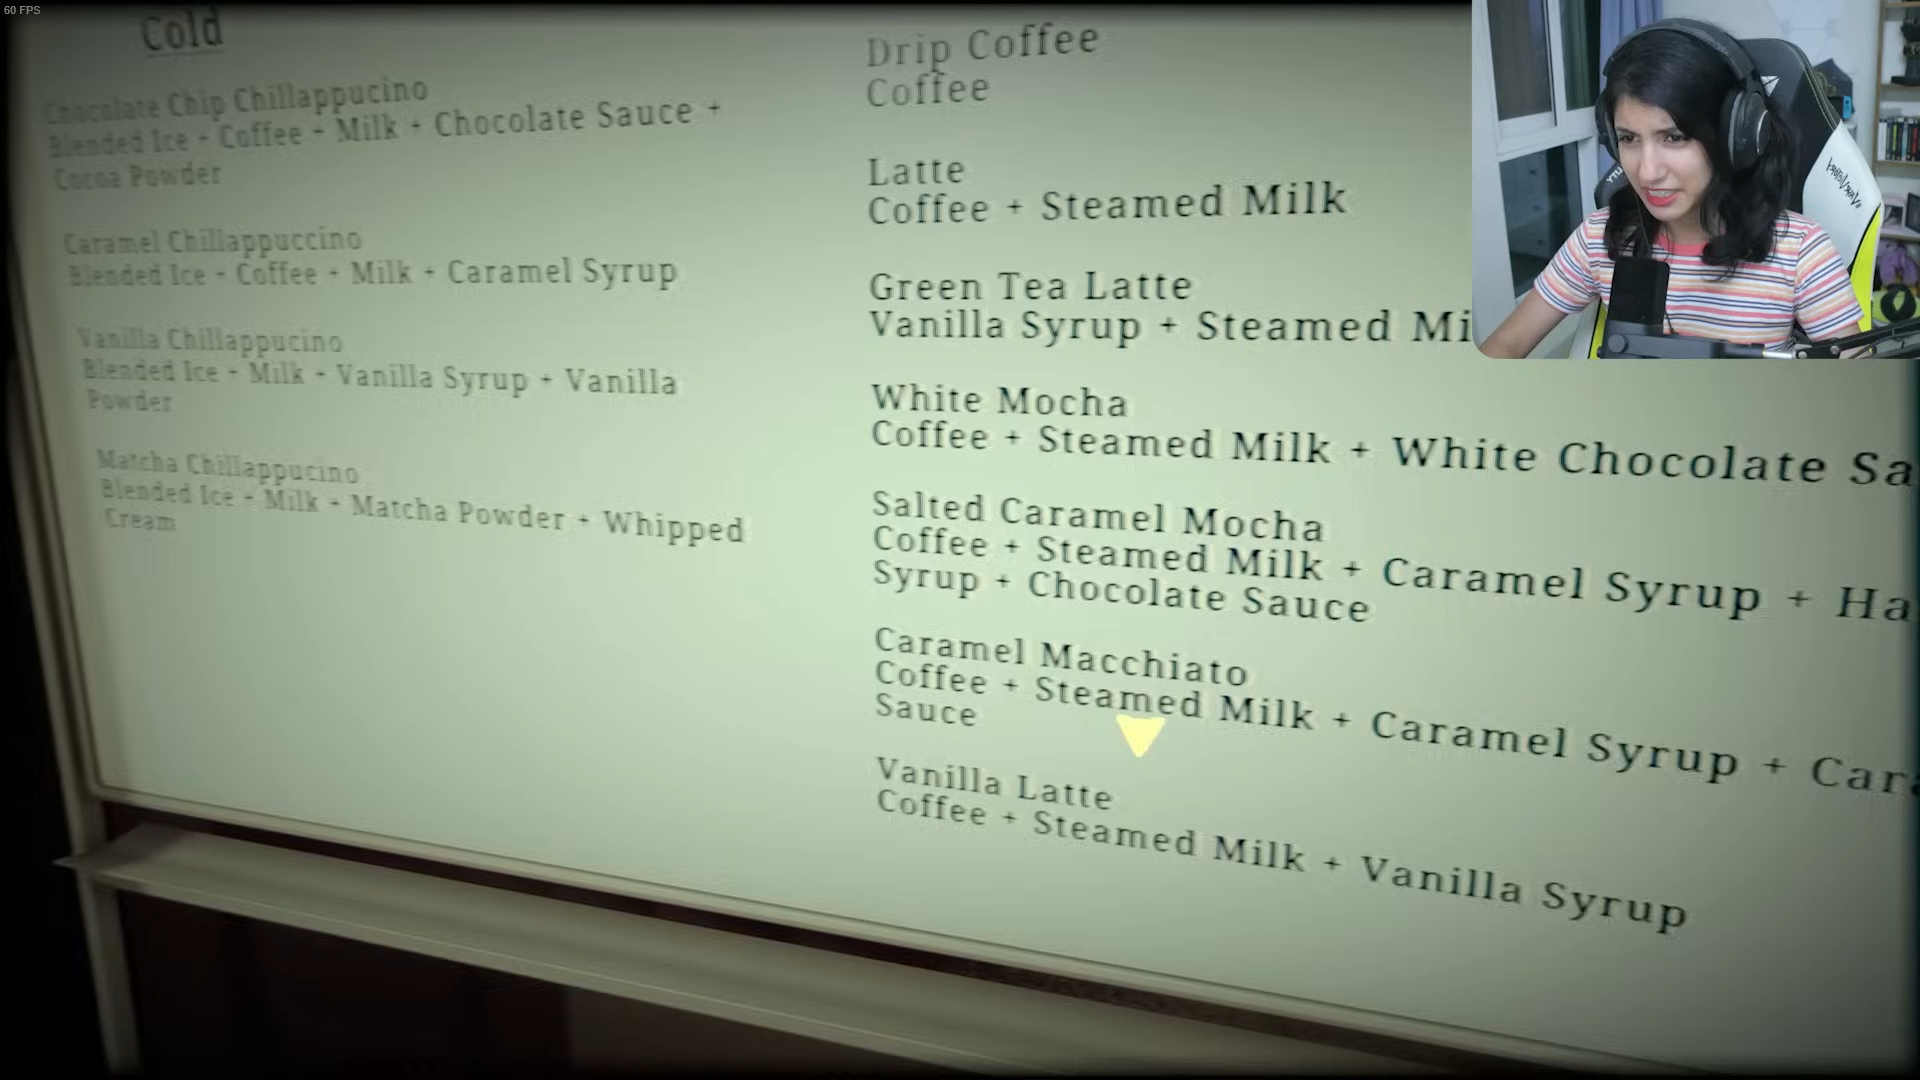 60 FPS
Cold
Chocolate Chip Chillappucino
Blended Ice + Coffee + Milk + Chocolate Sauce +
Cocoa Powder
Caramel Chillappuccino
Blended Ice + Coffee + Milk + Caramel Syrup
Vanilla Chillappucino
Blended Ice + Milk + Vanilla Syrup + Vanilla
Powder
Matcha Chillappucino
Blended Ice + Milk + Matcha Powder + Whipped
Cream
Drip Coffee
Coffee
Latte
Coffee + Steamed Milk
Green Tea Latte
Vanilla Syrup + Steamed Mi
White Mocha
Coffee + Steamed Milk + White Chocolate Sa
Salted Caramel Mocha
Coffee + Steamed Milk + Caramel Syrup + Ha
Syrup + Chocolate Sauce
Caramel Macchiato
Coffee + Steamed Milk + Caramel Syrup + Cara
Sauce
Vanilla Latte
Coffee + Steamed Milk + Vanilla Syrup